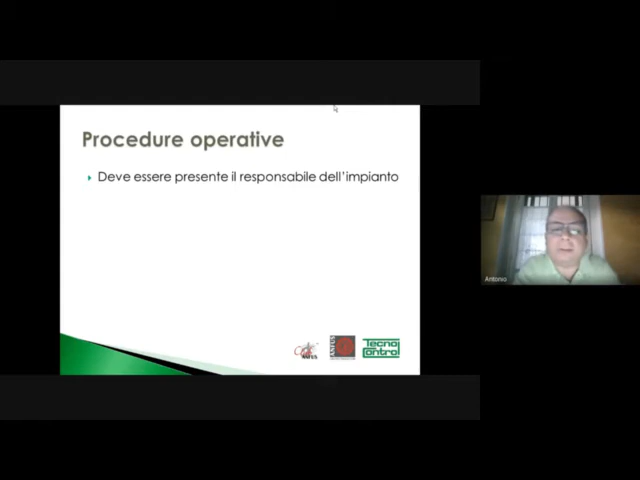 Procedure operative
Deve essere presente il responsabile dell'impianto
Tecno
Control
Antonio